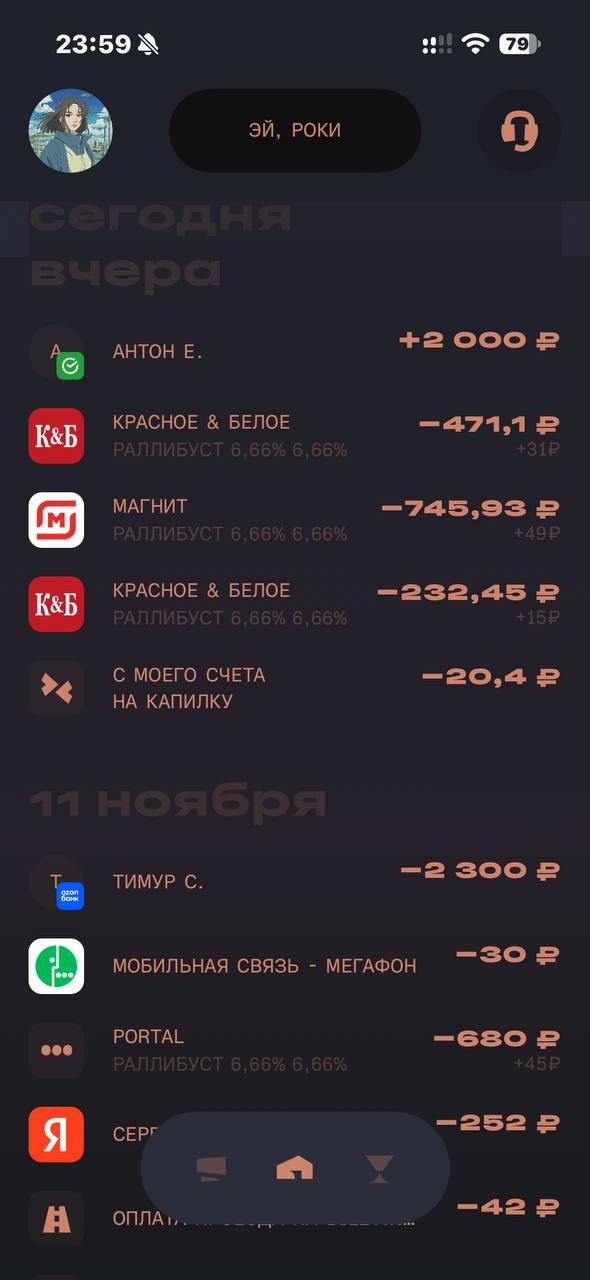 23:59
79
ЭЙ, РОКИ
сегодня
вчера
А
АНТОН Е.
+2 000 ₽
К&Б
КРАСНОЕ & БЕЛОЕ
−471,1 ₽
РАЛЛИБУСТ 6,66% 6,66%
+31₽
М
МАГНИТ
−745,93 ₽
РАЛЛИБУСТ 6,66% 6,66%
+49₽
К&Б
КРАСНОЕ & БЕЛОЕ
−232,45 ₽
РАЛЛИБУСТ 6,66% 6,66%
+15₽
С МОЕГО СЧЕТА
НА КАПИЛКУ
−20,4 ₽
11 ноября
Т
ozon
банк
ТИМУР С.
−2 300 ₽
МОБИЛЬНАЯ СВЯЗЬ - МЕГАФОН
−30 ₽
PORTAL
−680 ₽
РАЛЛИБУСТ 6,66% 6,66%
+45₽
Я
−252 ₽
ОПЛАТА
−42 ₽